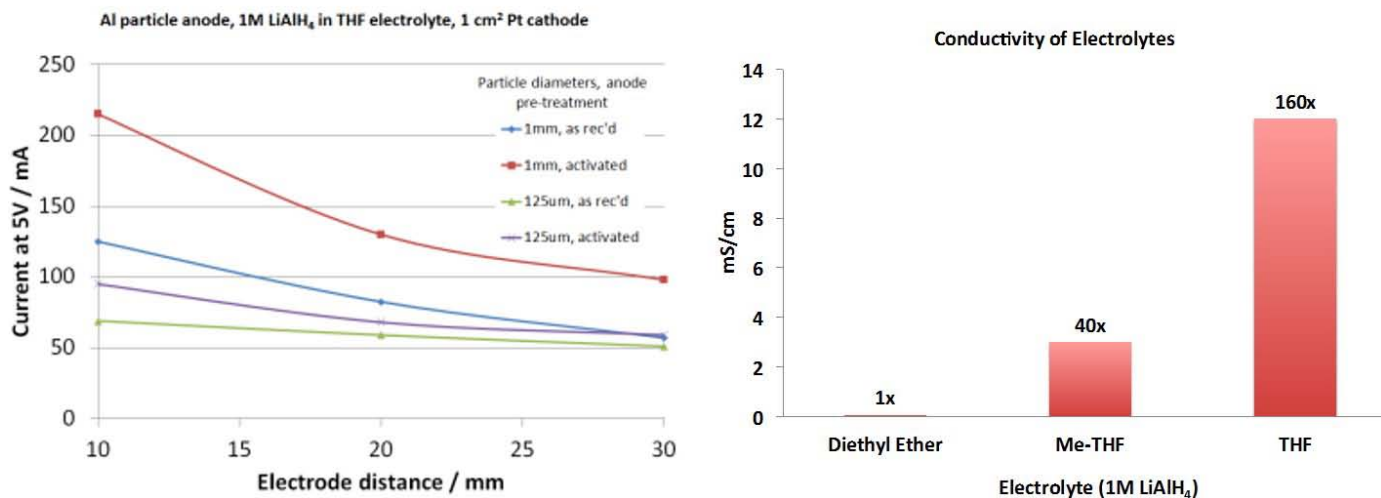 Al particle anode, 1M LiAlH₄ in THF electrolyte, 1 cm² Pt cathode
Current at 5V / mA
250
200
150
100
50
0
10
15
20
25
30
Electrode distance / mm
Particle diameters, anode
pre-treatment
1mm, as rec'd
1mm, activated
125um, as rec'd
125um, activated
Conductivity of Electrolytes
mS/cm
14
12
10
8
6
4
2
0
1x
40x
160x
Diethyl Ether
Me-THF
THF
Electrolyte (1M LiAlH₄)